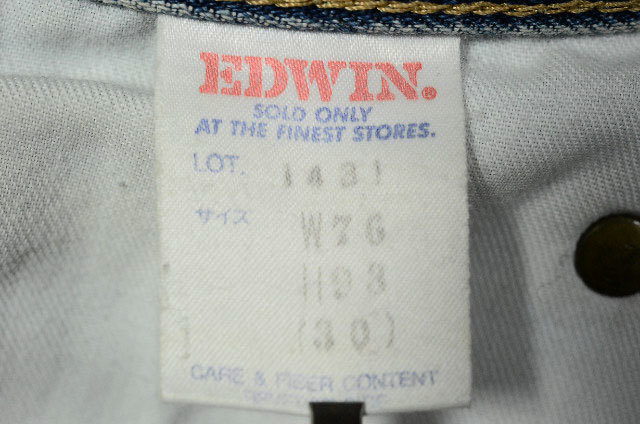 EDWIN®
SOLD ONLY
AT THE FINEST STORES.
LOT. 1431
サイズ W76
H93
(30)
CARE & FIBER CONTENT